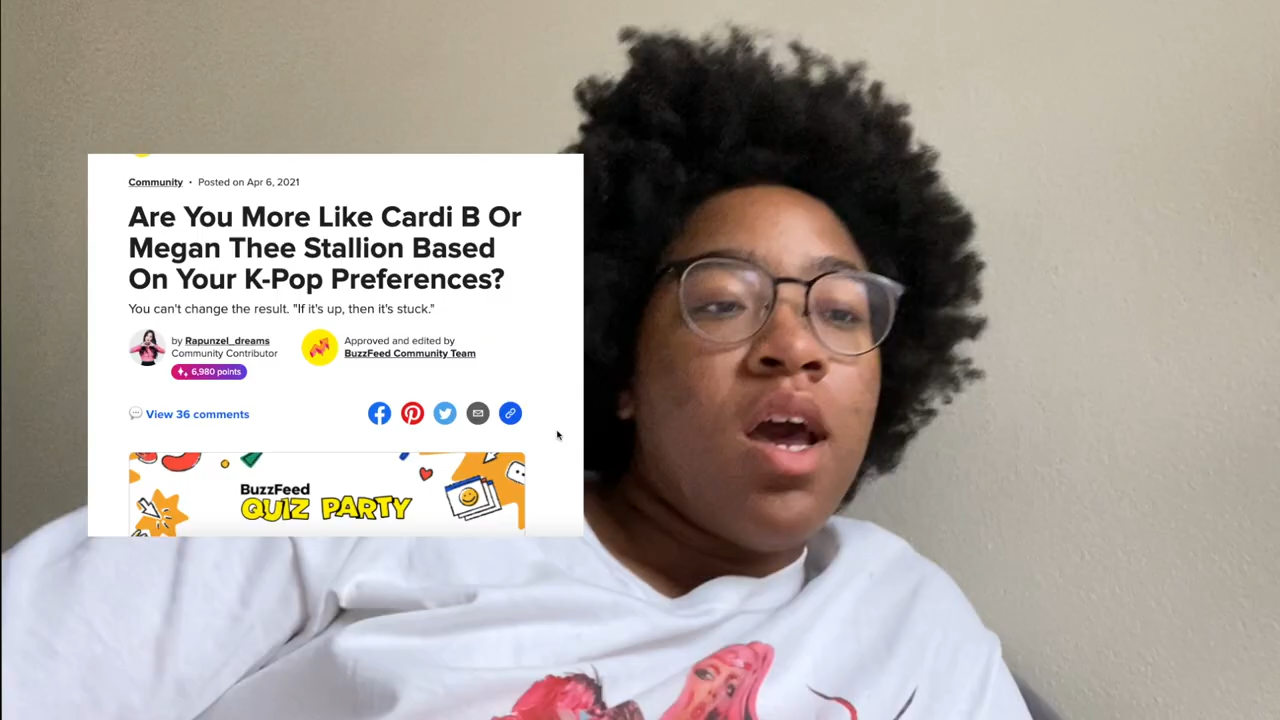 Community • Posted on Apr 6, 2021
Are You More Like Cardi B Or
Megan Thee Stallion Based
On Your K-Pop Preferences?
You can't change the result. "If it's up, then it's stuck."
by Rapunzel_dreams
Community Contributor
6,980 points
Approved and edited by
BuzzFeed Community Team
View 36 comments
BuzzFeed
QUIZ PARTY